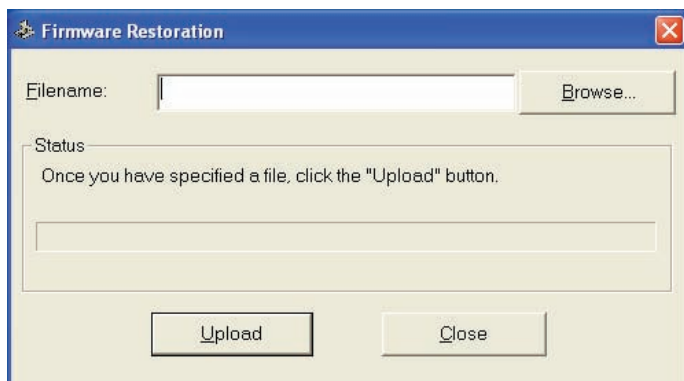 Firmware Restoration
Filename:
Browse...
Status
Once you have specified a file, click the "Upload" button.
Upload
Close